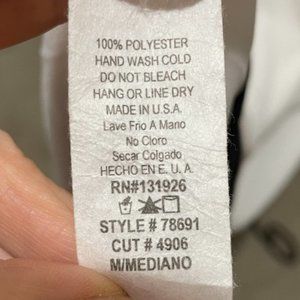 100% POLYESTER
HAND WASH COLD
DO NOT BLEACH
HANG OR LINE DRY
MADE IN U.S.A.
Lave Frio A Mano
No Cloro
Secar Colgado
HECHO EN E. U. A.
RN#131926
STYLE # 78691
CUT # 4906
M/MEDIANO